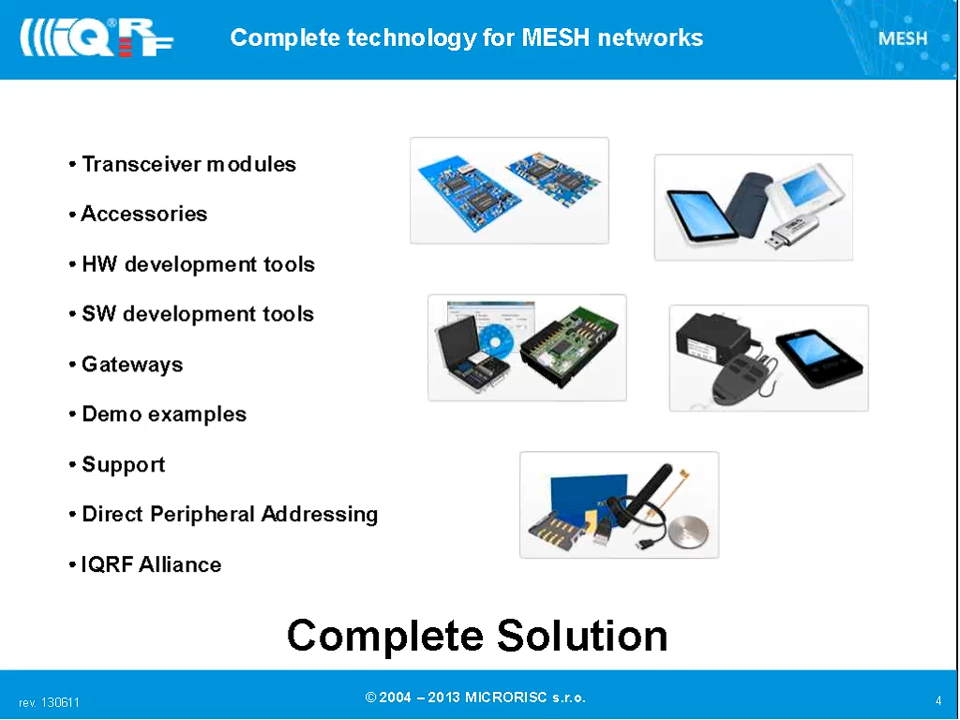 IQRF®
Complete technology for MESH networks
MESH
• Transceiver modules
• Accessories
• HW development tools
• SW development tools
• Gateways
• Demo examples
• Support
• Direct Peripheral Addressing
• IQRF Alliance
Complete Solution
rev. 130611
© 2004 – 2013 MICRORISC s.r.o.
4